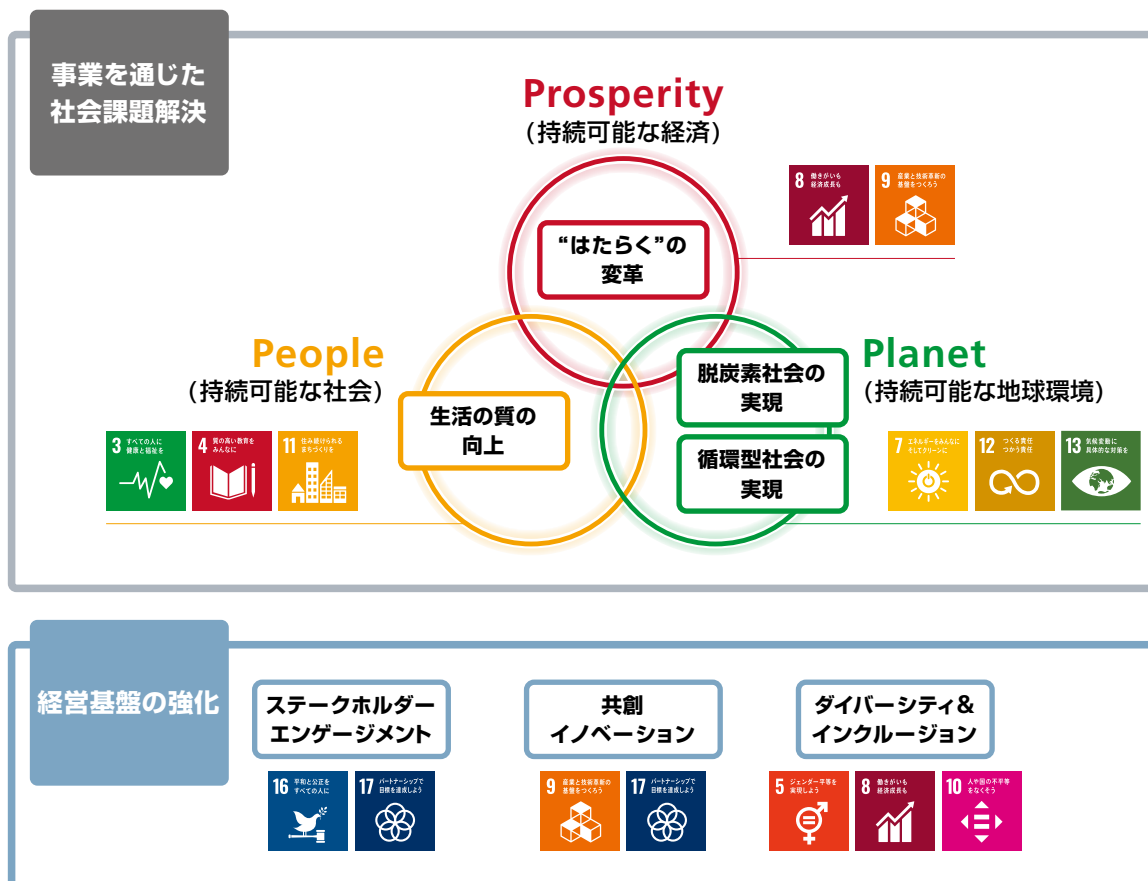 事業を通じた
社会課題解決
Prosperity
(持続可能な経済)
8 働きがいも
経済成長も
9 産業と技術革新の
基盤をつくろう
“はたらく”の
変革
People
(持続可能な社会)
3 すべての人に
健康と福祉を
4 質の高い教育を
みんなに
11 住み続けられる
まちづくりを
生活の質の
向上
Planet
(持続可能な地球環境)
脱炭素社会の
実現
循環型社会の
実現
7 エネルギーをみんなに
そしてクリーンに
12 つくる責任
つかう責任
13 気候変動に
具体的な対策を
経営基盤の強化
ステークホルダー
エンゲージメント
16 平和と公正を
すべての人に
17 パートナーシップで
目標を達成しよう
共創
イノベーション
9 産業と技術革新の
基盤をつくろう
17 パートナーシップで
目標を達成しよう
ダイバーシティ&
インクルージョン
5 ジェンダー平等を
実現しよう
8 働きがいも
経済成長も
10 人や国の不平等
をなくそう